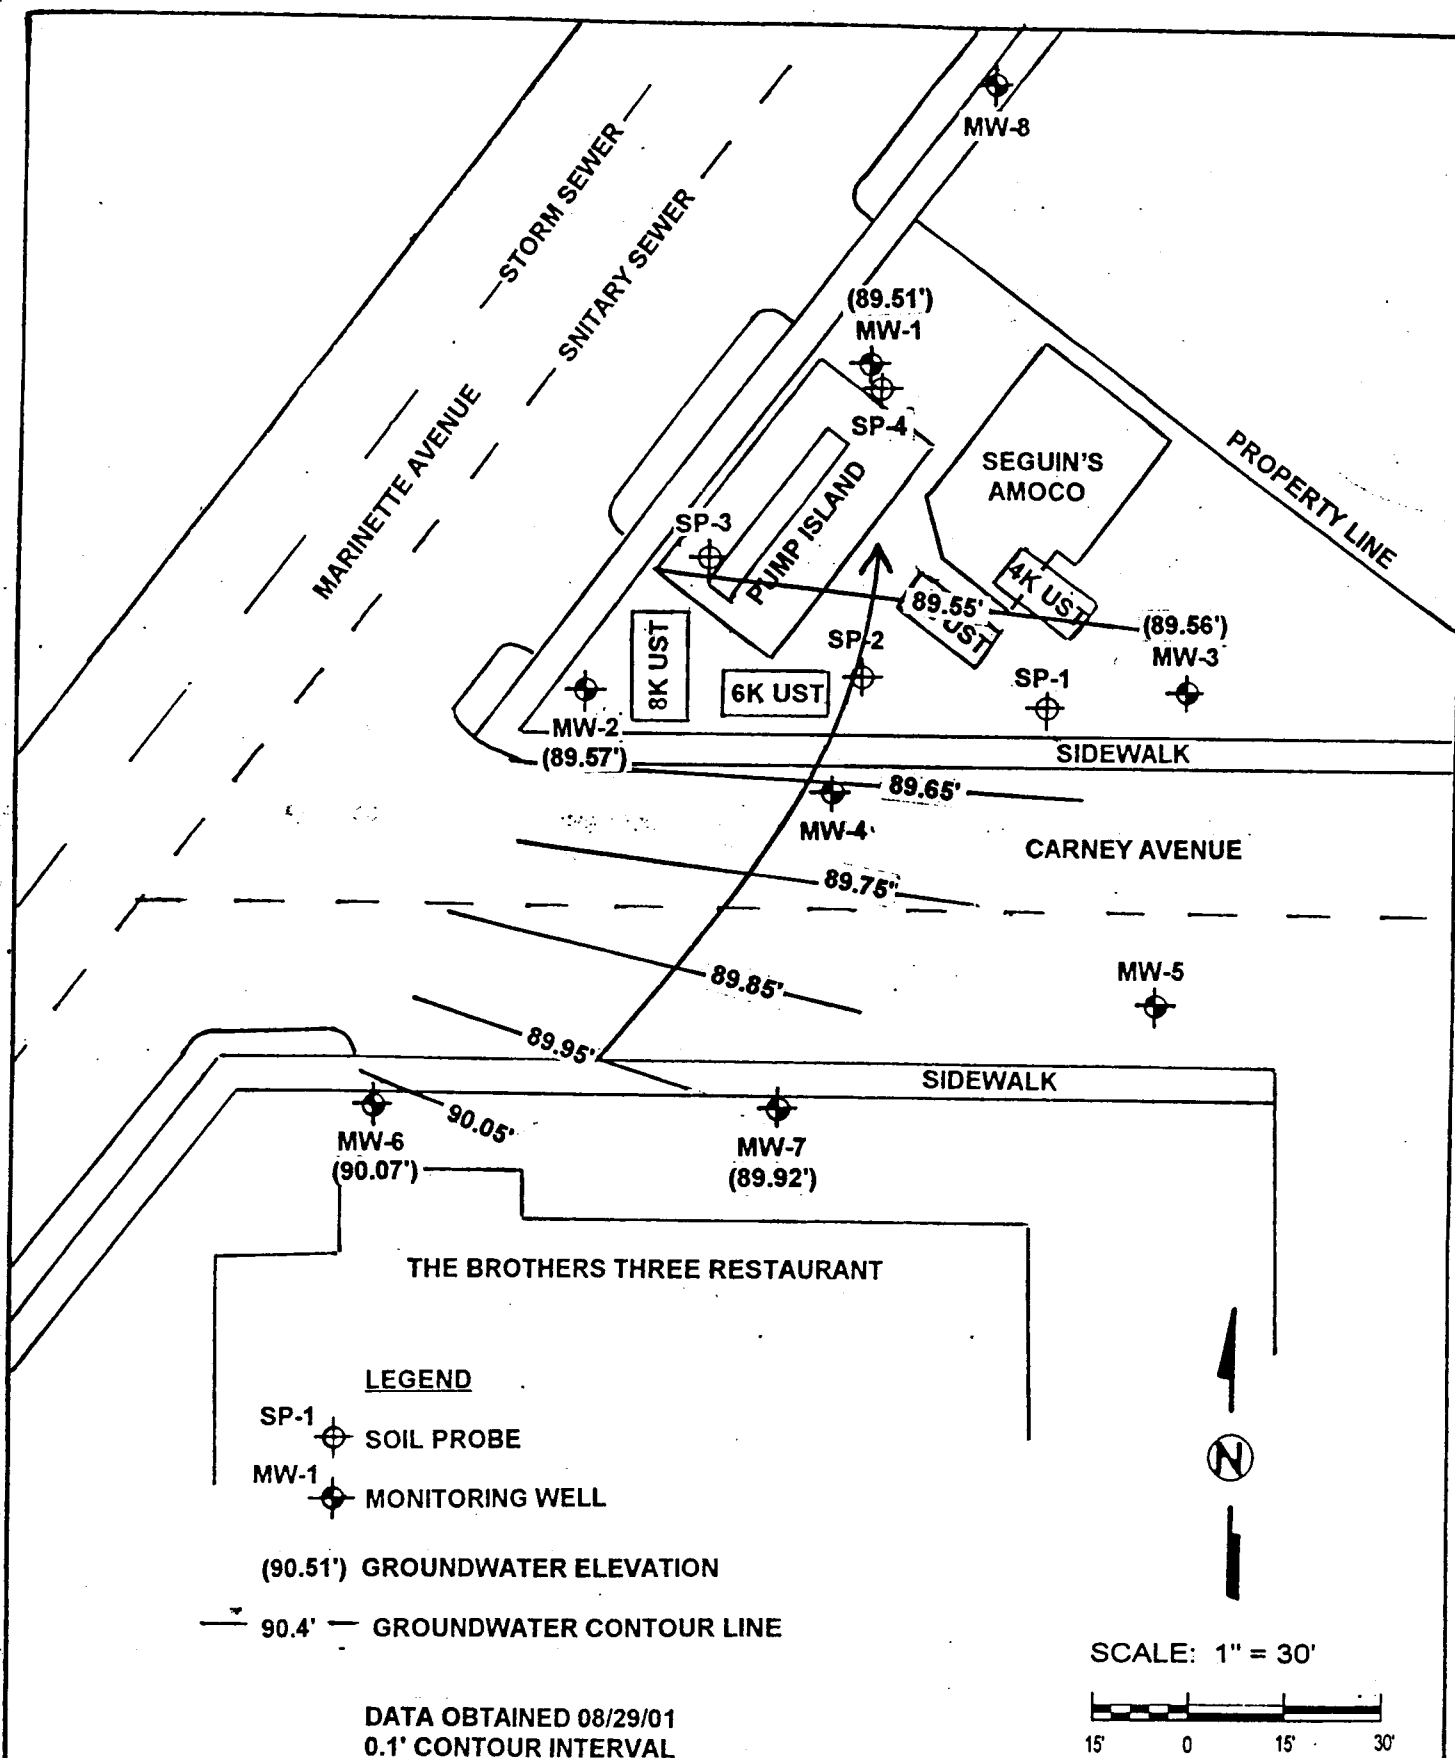 MW-8
STORM SEWER
SNITARY SEWER
MARINETTE AVENUE
(89.51')
MW-1
SP-4
SEGUIN'S
AMOCO
PROPERTY LINE
SP-3
PUMP ISLAND
4K UST
89.55'
UST
(89.56')
MW-3
SP-2
SP-1
8K UST
6K UST
MW-2
(89.57')
SIDEWALK
89.65'
MW-4
CARNEY AVENUE
89.75"
MW-5
89.85'
89.95'
SIDEWALK
90.05'
MW-6
(90.07')
MW-7
(89.92')
THE BROTHERS THREE RESTAURANT
LEGEND
SP-1
SOIL PROBE
MW-1
MONITORING WELL
(90.51') GROUNDWATER ELEVATION
90.4' GROUNDWATER CONTOUR LINE
N
SCALE: 1" = 30'
15' 0 15' 30'
DATA OBTAINED 08/29/01
0.1' CONTOUR INTERVAL